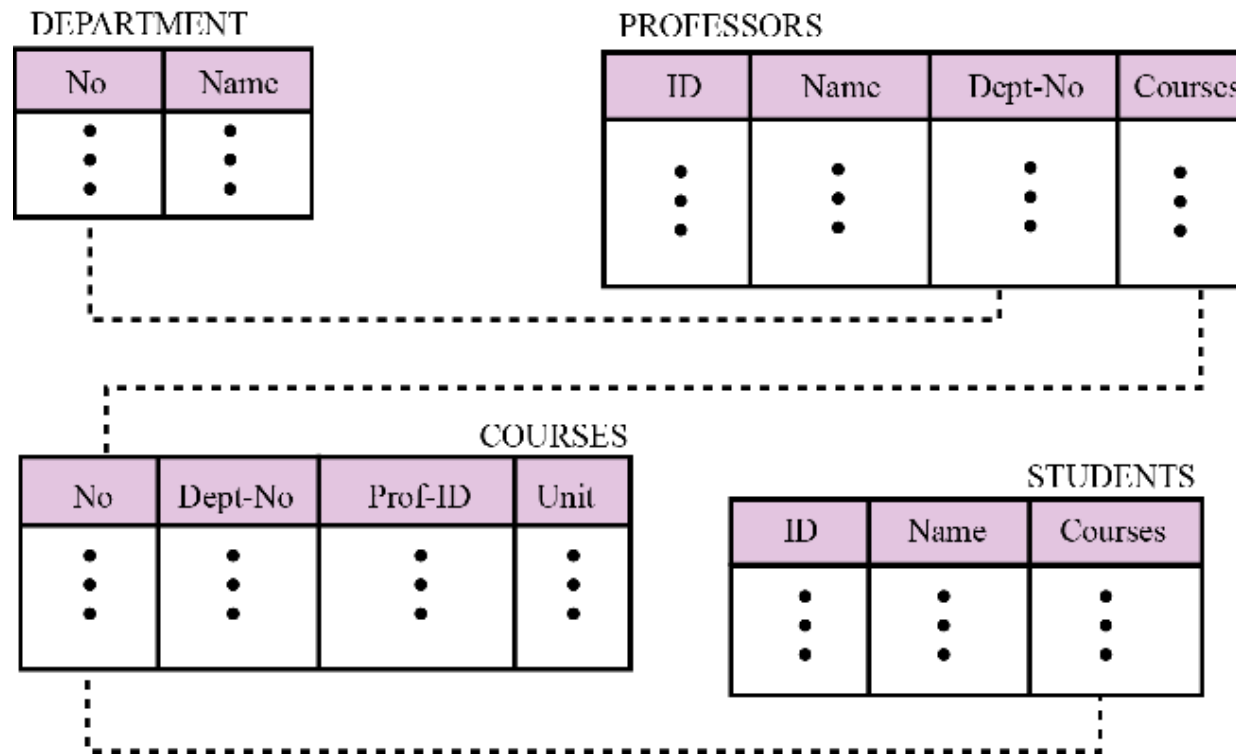 DEPARTMENT
No Name
PROFESSORS
ID Name Dept-No Courses
COURSES
No Dept-No Prof-ID Unit
STUDENTS
ID Name Courses